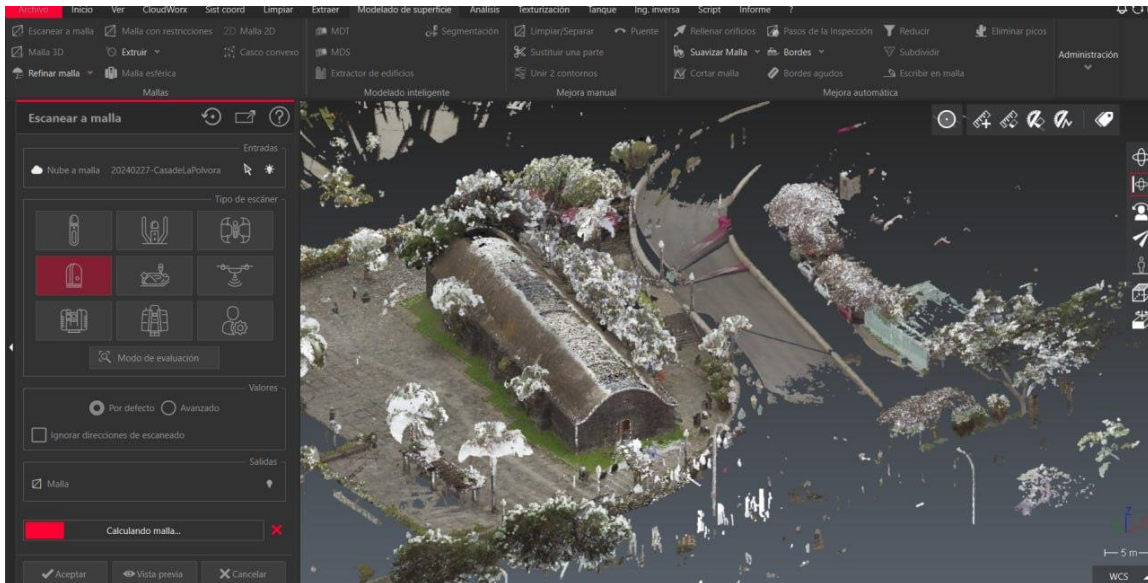 Archivo Inicio Ver CloudWorx Sist coord Limpiar Extraer Modelado de superficie Análisis Texturización Tanque Ing. inversa Script Informe ?
Escanear a malla Malla con restricciones 2D Malla 2D MDT Segmentación Limpiar/Separar Puente Rellenar orificios Pasos de la Inspección Reducir Eliminar picos
Malla 3D Extruir Casco convexo MDS Sustituir una parte Suavizar Malla Bordes Subdividir Administración
Refinar malla Malla esférica Extractor de edificios Unir 2 contornos Cortar malla Bordes agudos Escribir en malla
Mallas Modelado inteligente Mejora manual Mejora automática
Escanear a malla ?
Entradas
Nube a malla 20240227-CasadeLaPolvora
Tipo de escáner
Modo de evaluación
Valores
Por defecto Avanzado
Ignorar direcciones de escaneado
Salidas
Malla
Calculando malla...
Aceptar Vista previa Cancelar
Z
5 m
WCS